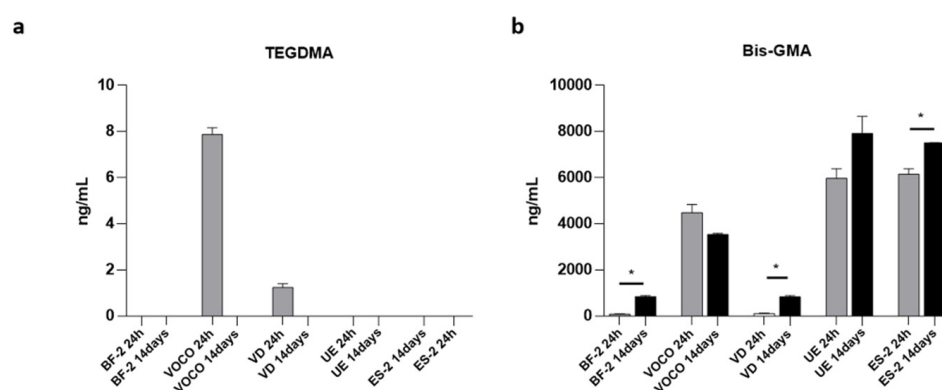 a
TEGDMA
ng/mL
10
8
6
4
2
0
BF-2 24h
BF-2 14days
VOCO 24h
VOCO 14days
VD 24h
VD 14days
UE 24h
UE 14days
ES-2 14days
ES-2 24h
b
Bis-GMA
ng/mL
10000
8000
6000
4000
2000
0
*
*
*
BF-2 24h
BF-2 14days
VOCO 24h
VOCO 14days
VD 24h
VD 14days
UE 24h
UE 14days
ES-2 24h
ES-2 14days